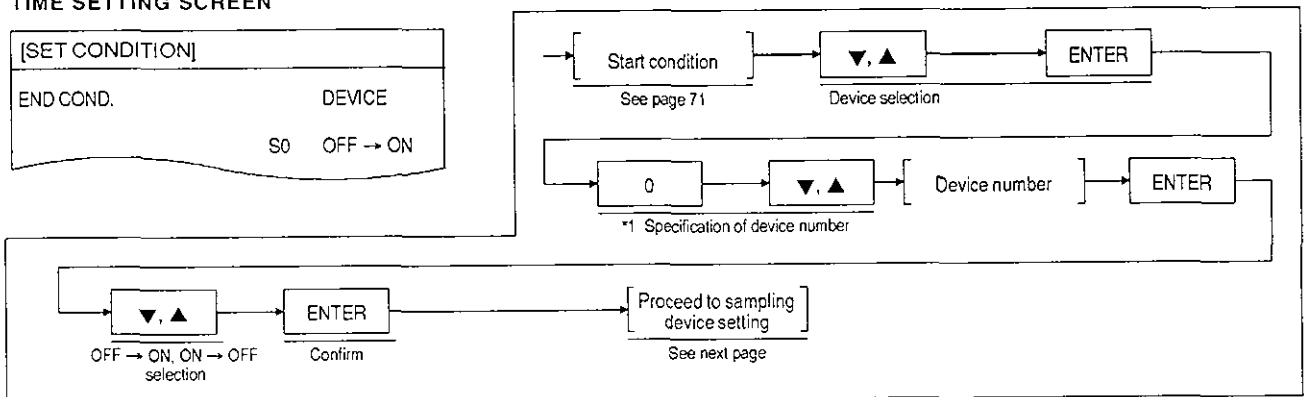 TIME SETTING SCREEN
[SET CONDITION]
END COND. DEVICE
S0 OFF → ON
Start condition ▼, ▲ ENTER
See page 71 Device selection
0 ▼, ▲ Device number ENTER
*1 Specification of device number
▼, ▲ ENTER Proceed to sampling
device setting
OFF → ON, ON → OFF Confirm See next page
selection